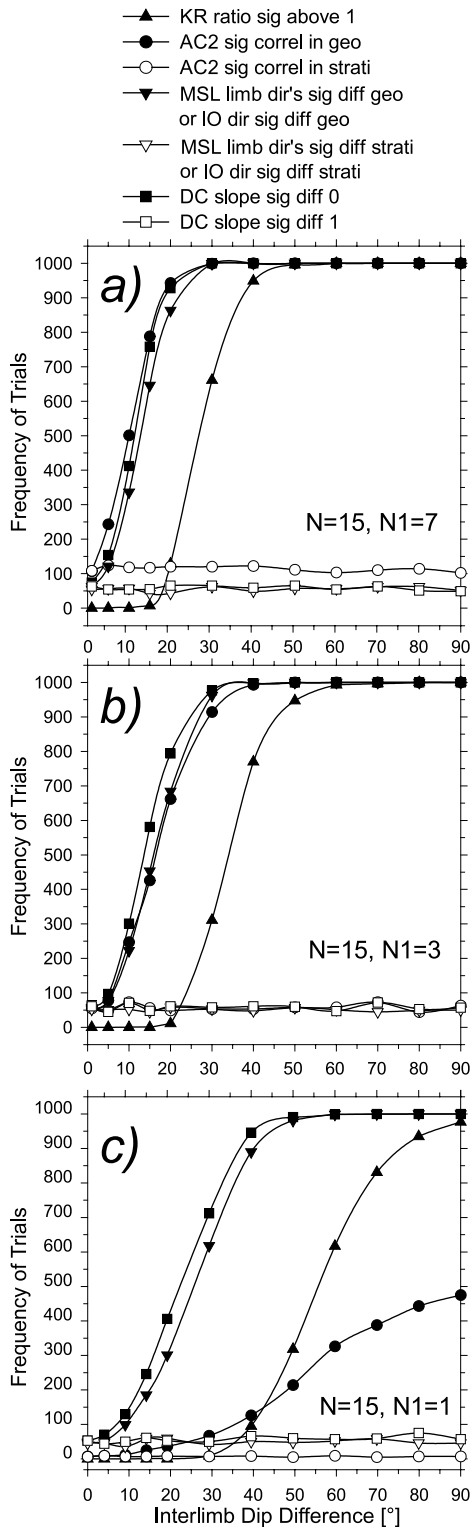 KR ratio sig above 1
AC2 sig correl in geo
AC2 sig correl in strati
MSL limb dir's sig diff geo
or IO dir sig diff geo
MSL limb dir's sig diff strati
or IO dir sig diff strati
DC slope sig diff 0
DC slope sig diff 1
a)
1000
900
800
700
600
500
400
300
200
100
0
Frequency of Trials
N=15, N1=7
0 10 20 30 40 50 60 70 80 90
b)
1000
900
800
700
600
500
400
300
200
100
0
Frequency of Trials
N=15, N1=3
0 10 20 30 40 50 60 70 80 90
c)
1000
900
800
700
600
500
400
300
200
100
0
Frequency of Trials
N=15, N1=1
0 10 20 30 40 50 60 70 80 90
Interlimb Dip Difference [°]